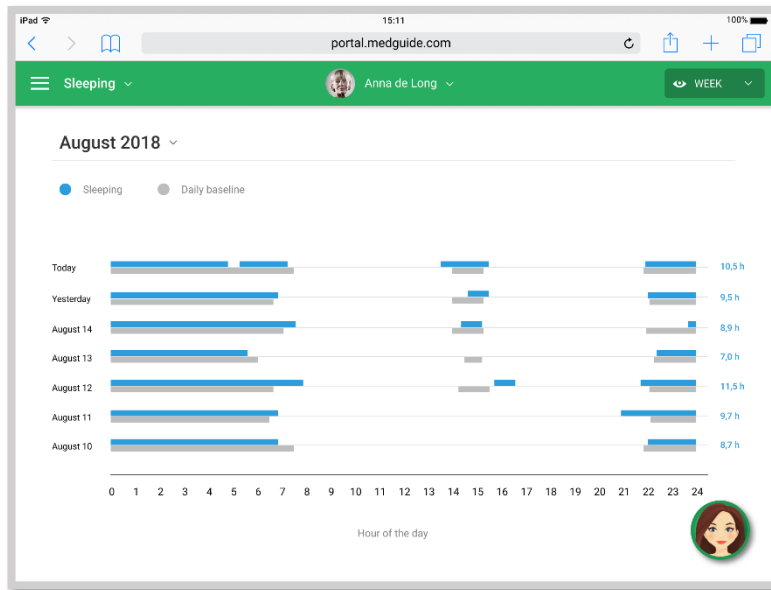 iPad 15:11 100%
portal.medguide.com
Sleeping Anna de Long WEEK
August 2018
Sleeping Daily baseline
Today 10,5 h
Yesterday 9,5 h
August 14 8,9 h
August 13 7,0 h
August 12 11,5 h
August 11 9,7 h
August 10 8,7 h
0 1 2 3 4 5 6 7 8 9 10 11 12 13 14 15 16 17 18 19 20 21 22 23 24
Hour of the day